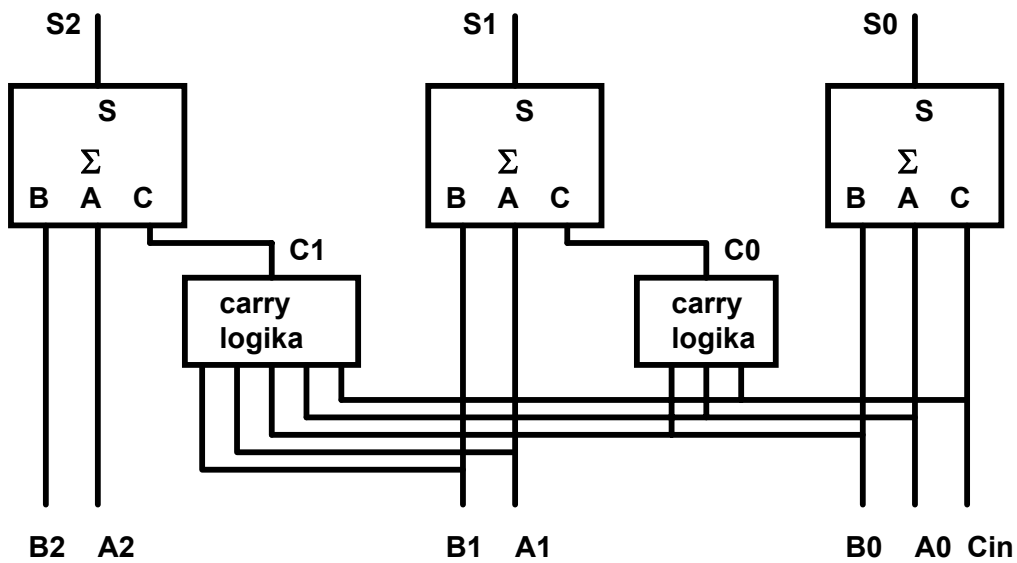 S2 S1 S0
S S S
Σ Σ Σ
B A C B A C B A C
C1 C0
carry carry
logika logika
B2 A2 B1 A1 B0 A0 Cin